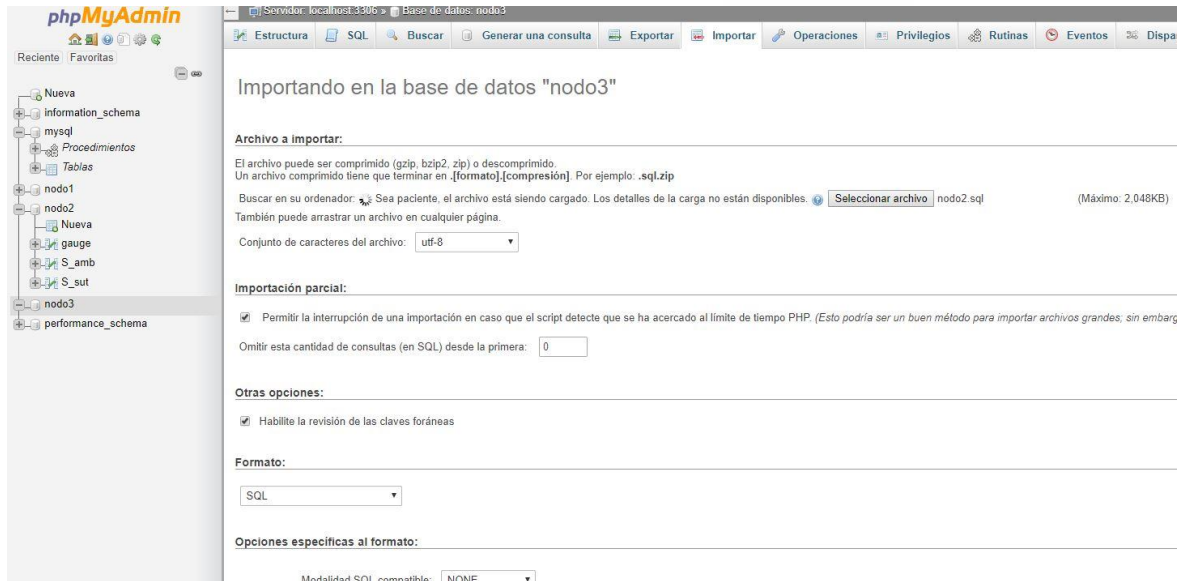 phpMyAdmin
Reciente Favoritas
Nueva
information_schema
mysql
Procedimientos
Tablas
nodo1
nodo2
Nueva
gauge
S_amb
S_sut
nodo3
performance_schema
Servidor: localhost:3306 » Base de datos: nodo3
Estructura SQL Buscar Generar una consulta Exportar Importar Operaciones Privilegios Rutinas Eventos Dispar
Importando en la base de datos "nodo3"
Archivo a importar:
El archivo puede ser comprimido (gzip, bzip2, zip) o descomprimido.
Un archivo comprimido tiene que terminar en .[formato].[compresión]. Por ejemplo: .sql.zip
Buscar en su ordenador: Sea paciente, el archivo está siendo cargado. Los detalles de la carga no están disponibles. Seleccionar archivo nodo2.sql (Máximo: 2,048KB)
También puede arrastrar un archivo en cualquier página.
Conjunto de caracteres del archivo: utf-8
Importación parcial:
Permitir la interrupción de una importación en caso que el script detecte que se ha acercado al límite de tiempo PHP. (Esto podría ser un buen método para importar archivos grandes; sin embarg
Omitir esta cantidad de consultas (en SQL) desde la primera: 0
Otras opciones:
Habilite la revisión de las claves foráneas
Formato:
SQL
Opciones específicas al formato:
Modalidad SQL compatible: NONE